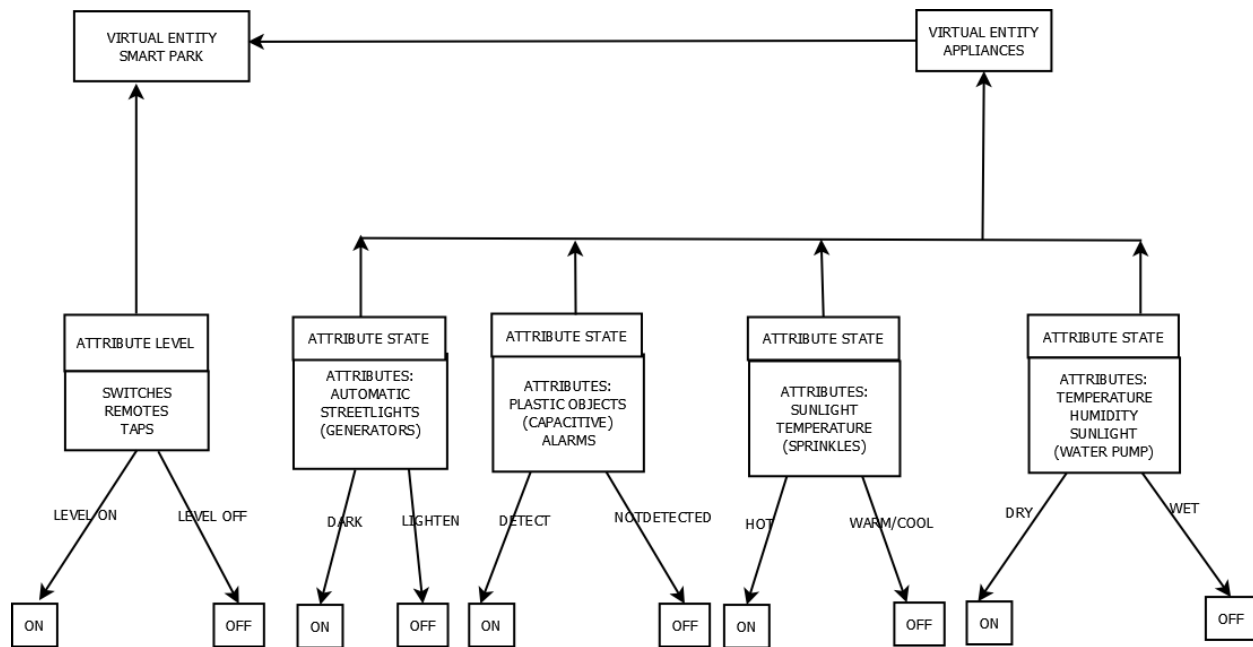 VIRTUAL ENTITY
SMART PARK
VIRTUAL ENTITY
APPLIANCES
ATTRIBUTE LEVEL
SWITCHES
REMOTES
TAPS
ATTRIBUTE STATE
ATTRIBUTES:
AUTOMATIC
STREETLIGHTS
(GENERATORS)
ATTRIBUTE STATE
ATTRIBUTES:
PLASTIC OBJECTS
(CAPACITIVE)
ALARMS
ATTRIBUTE STATE
ATTRIBUTES:
SUNLIGHT
TEMPERATURE
(SPRINKLES)
ATTRIBUTE STATE
ATTRIBUTES:
TEMPERATURE
HUMIDITY
SUNLIGHT
(WATER PUMP)
LEVEL ON
LEVEL OFF
DARK
LIGHTEN
DETECT
NOTDETECTED
HOT
WARM/COOL
DRY
WET
ON
OFF
ON
OFF
ON
OFF
ON
OFF
ON
OFF